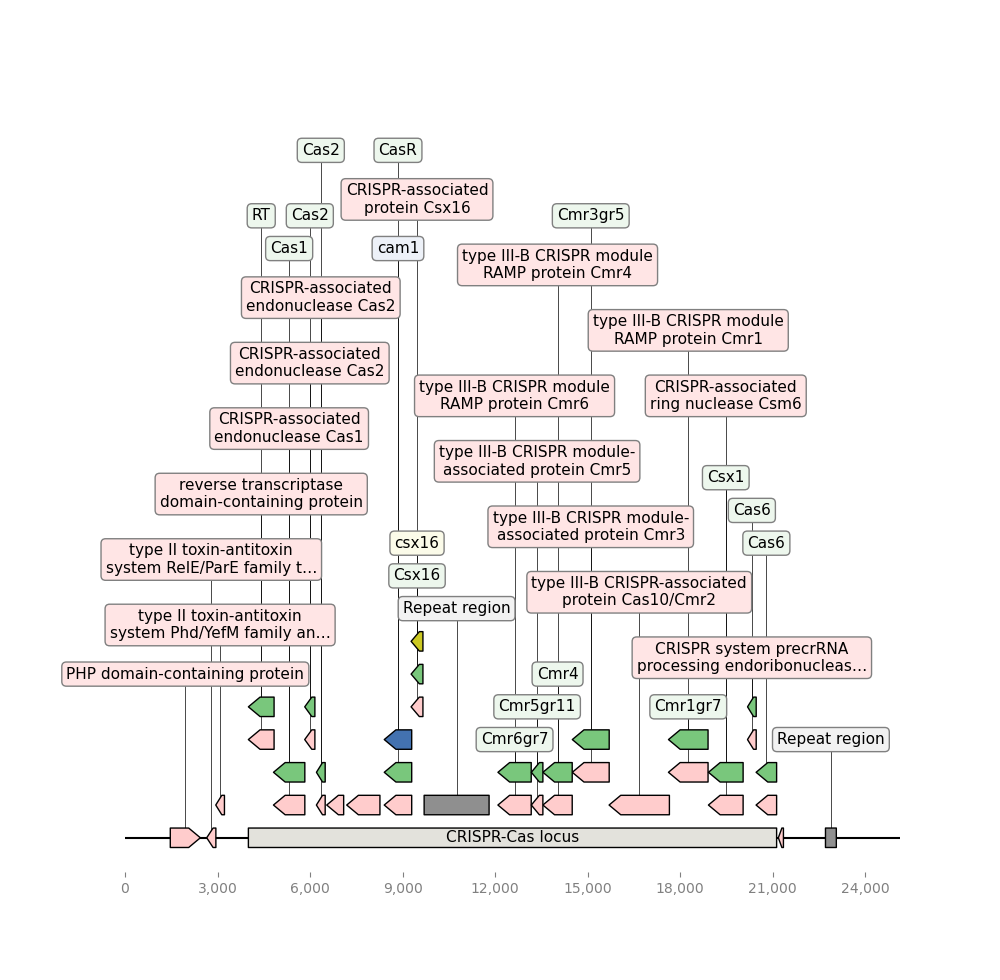 Cas2
CasR
CRISPR-associated
protein Csx16
RT
Cas2
Cmr3gr5
Cas1
cam1
type III-B CRISPR module
RAMP protein Cmr4
CRISPR-associated
endonuclease Cas2
type III-B CRISPR module
RAMP protein Cmr1
CRISPR-associated
endonuclease Cas2
type III-B CRISPR module
RAMP protein Cmr6
CRISPR-associated
ring nuclease Csm6
CRISPR-associated
endonuclease Cas1
type III-B CRISPR module-
associated protein Cmr5
Csx1
reverse transcriptase
domain-containing protein
Cas6
type III-B CRISPR module-
associated protein Cmr3
csx16
Cas6
type II toxin-antitoxin
system RelE/ParE family t...
Csx16
type III-B CRISPR-associated
protein Cas10/Cmr2
Repeat region
type II toxin-antitoxin
system Phd/YefM family an...
CRISPR system precrRNA
processing endoribonucleas...
PHP domain-containing protein
Cmr4
Cmr5gr11
Cmr1gr7
Cmr6gr7
Repeat region
CRISPR-Cas locus
0
3,000
6,000
9,000
12,000
15,000
18,000
21,000
24,000